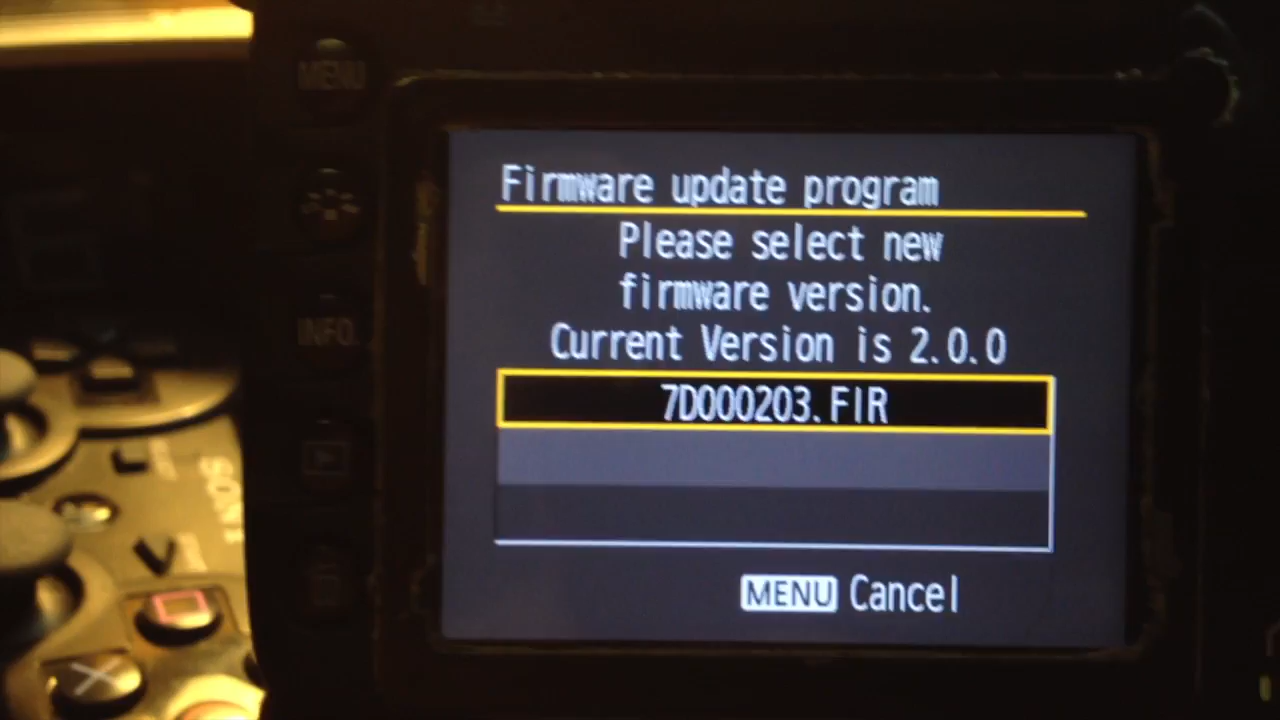 MENU
INFO.
Firmware update program
Please select new
firmware version.
Current Version is 2.0.0
7D000203.FIR
MENU Cancel